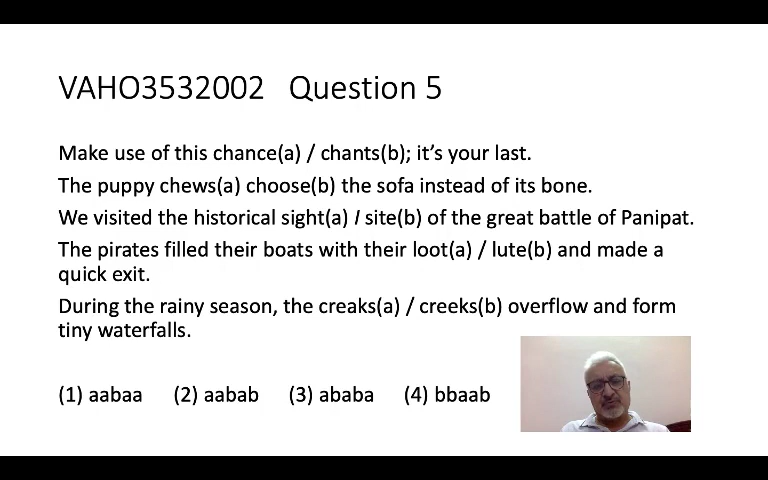 VAHO3532002 Question 5
Make use of this chance(a) / chants(b); it's your last.
The puppy chews(a) choose(b) the sofa instead of its bone.
We visited the historical sight(a) / site(b) of the great battle of Panipat.
The pirates filled their boats with their loot(a) / lute(b) and made a
quick exit.
During the rainy season, the creaks(a) / creeks(b) overflow and form
tiny waterfalls.
(1) aabaa (2) aabab (3) ababa (4) bbaab